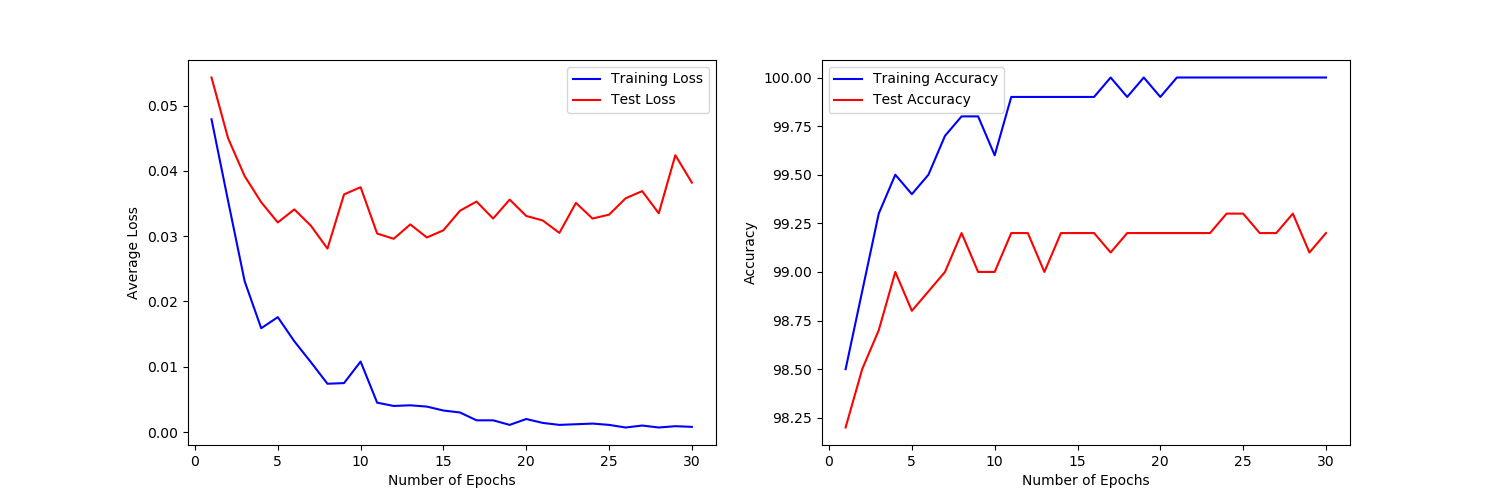 Training Loss
Test Loss
0.05
0.04
0.03
0.02
0.01
0.00
Average Loss
0 5 10 15 20 25 30
Number of Epochs
Training Accuracy
Test Accuracy
100.00
99.75
99.50
99.25
99.00
98.75
98.50
98.25
Accuracy
0 5 10 15 20 25 30
Number of Epochs